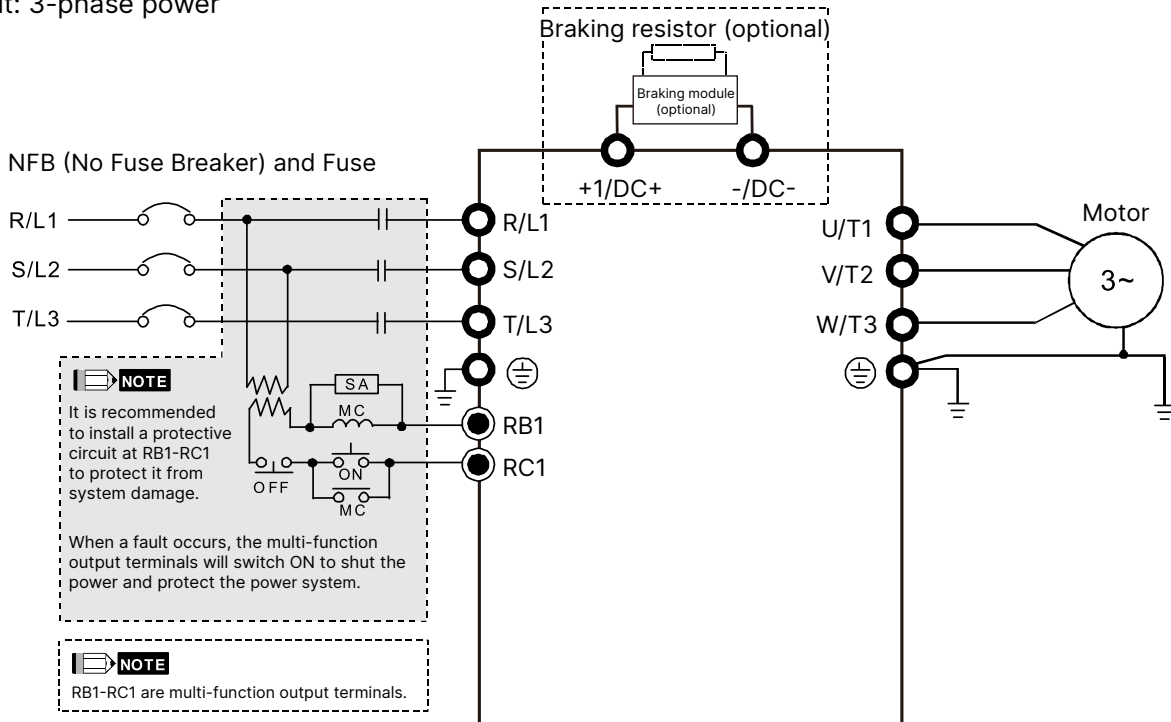 t: 3-phase power
Braking resistor (optional)
Braking module
(optional)
+1/DC+
-/DC-
NFB (No Fuse Breaker) and Fuse
R/L1
S/L2
T/L3
R/L1
S/L2
T/L3
RB1
RC1
U/T1
V/T2
W/T3
Motor
3~
NOTE
It is recommended
to install a protective
circuit at RB1-RC1
to protect it from
system damage.
SA
MC
OFF
ON
MC
When a fault occurs, the multi-function
output terminals will switch ON to shut the
power and protect the power system.
NOTE
RB1-RC1 are multi-function output terminals.